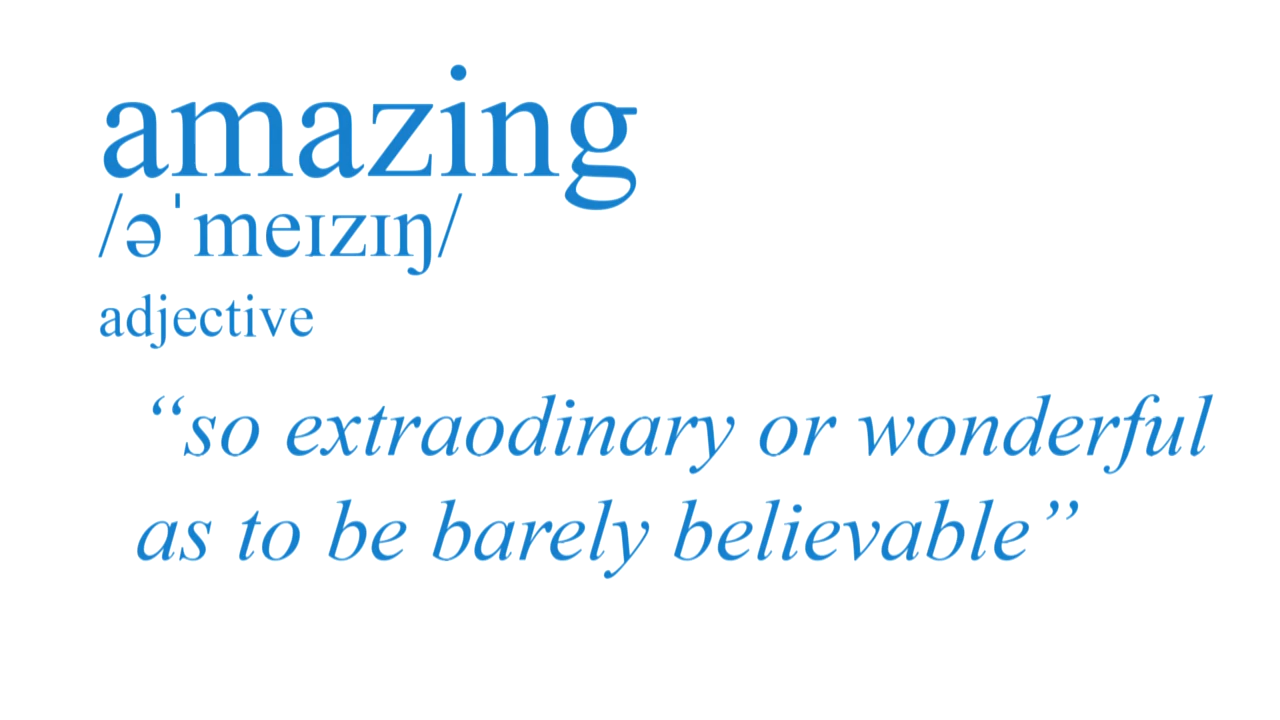 amazing
/əˈmeɪzɪŋ/
adjective
“so extraodinary or wonderful
as to be barely believable”